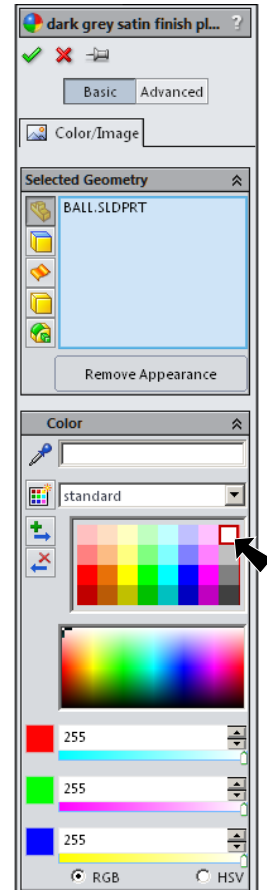 dark grey satin finish pl... ?
Basic Advanced
Color/Image
Selected Geometry
BALL.SLDPRT
Remove Appearance
Color
standard
255
255
255
RGB HSV